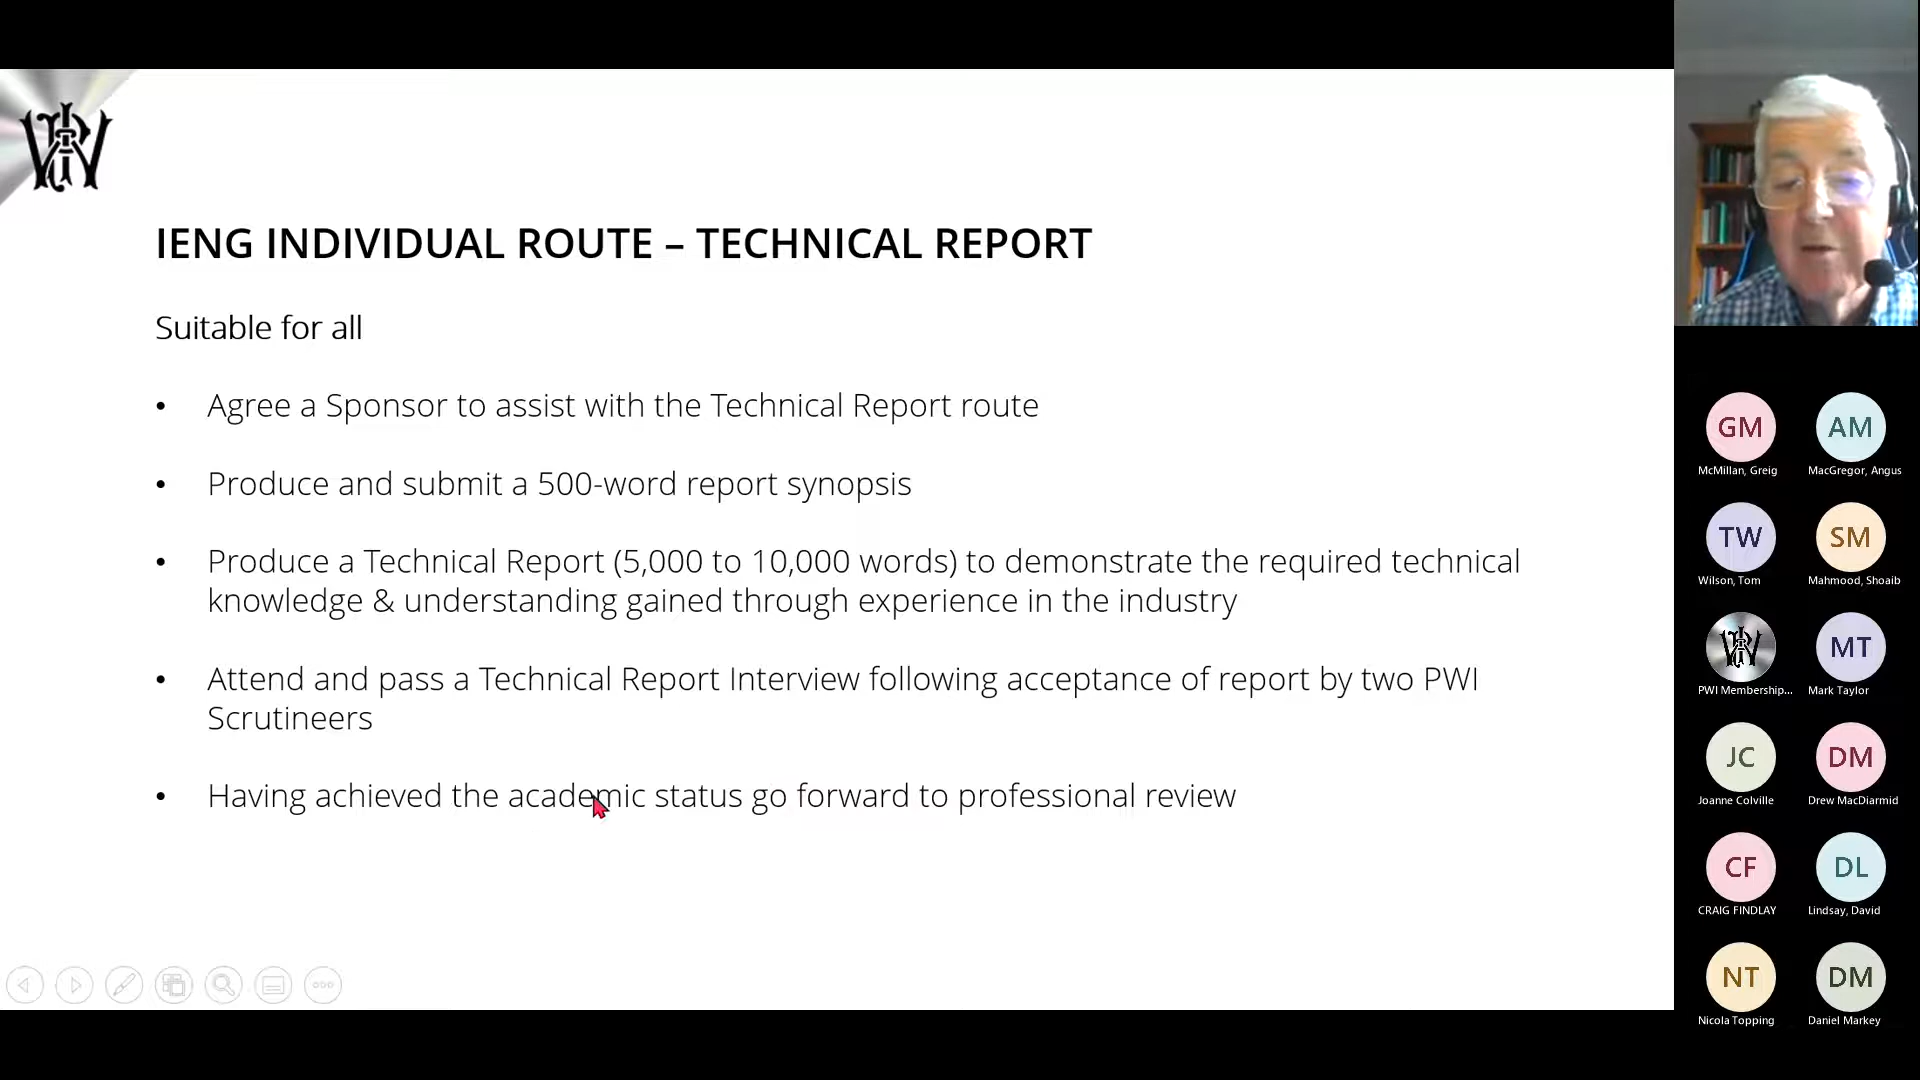 IENG INDIVIDUAL ROUTE – TECHNICAL REPORT
Suitable for all
• Agree a Sponsor to assist with the Technical Report route
• Produce and submit a 500-word report synopsis
• Produce a Technical Report (5,000 to 10,000 words) to demonstrate the required technical
knowledge & understanding gained through experience in the industry
• Attend and pass a Technical Report Interview following acceptance of report by two PWI
Scrutineers
• Having achieved the academic status go forward to professional review
GM AM
McMillan, Greig MacGregor, Angus
TW SM
Wilson, Tom Mahmood, Shoaib
MT
PWI Membership... Mark Taylor
JC DM
Joanne Colville Drew MacDiarmid
CF DL
CRAIG FINDLAY Lindsay, David
NT DM
Nicola Topping Daniel Markey